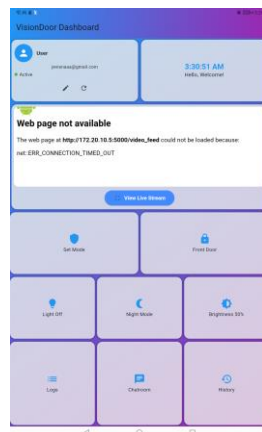 VisionDoor Dashboard
User
● Active
3:30:51 AM
Hello, Welcome!
Web page not available
The web page at http://172.20.10.5:5000/video_feed could not be loaded because:
net::ERR_CONNECTION_TIMED_OUT
View Live Stream
Set Mode
Front Door
Light Off
Night Mode
Brightness 50%
Logs
Chatroom
History